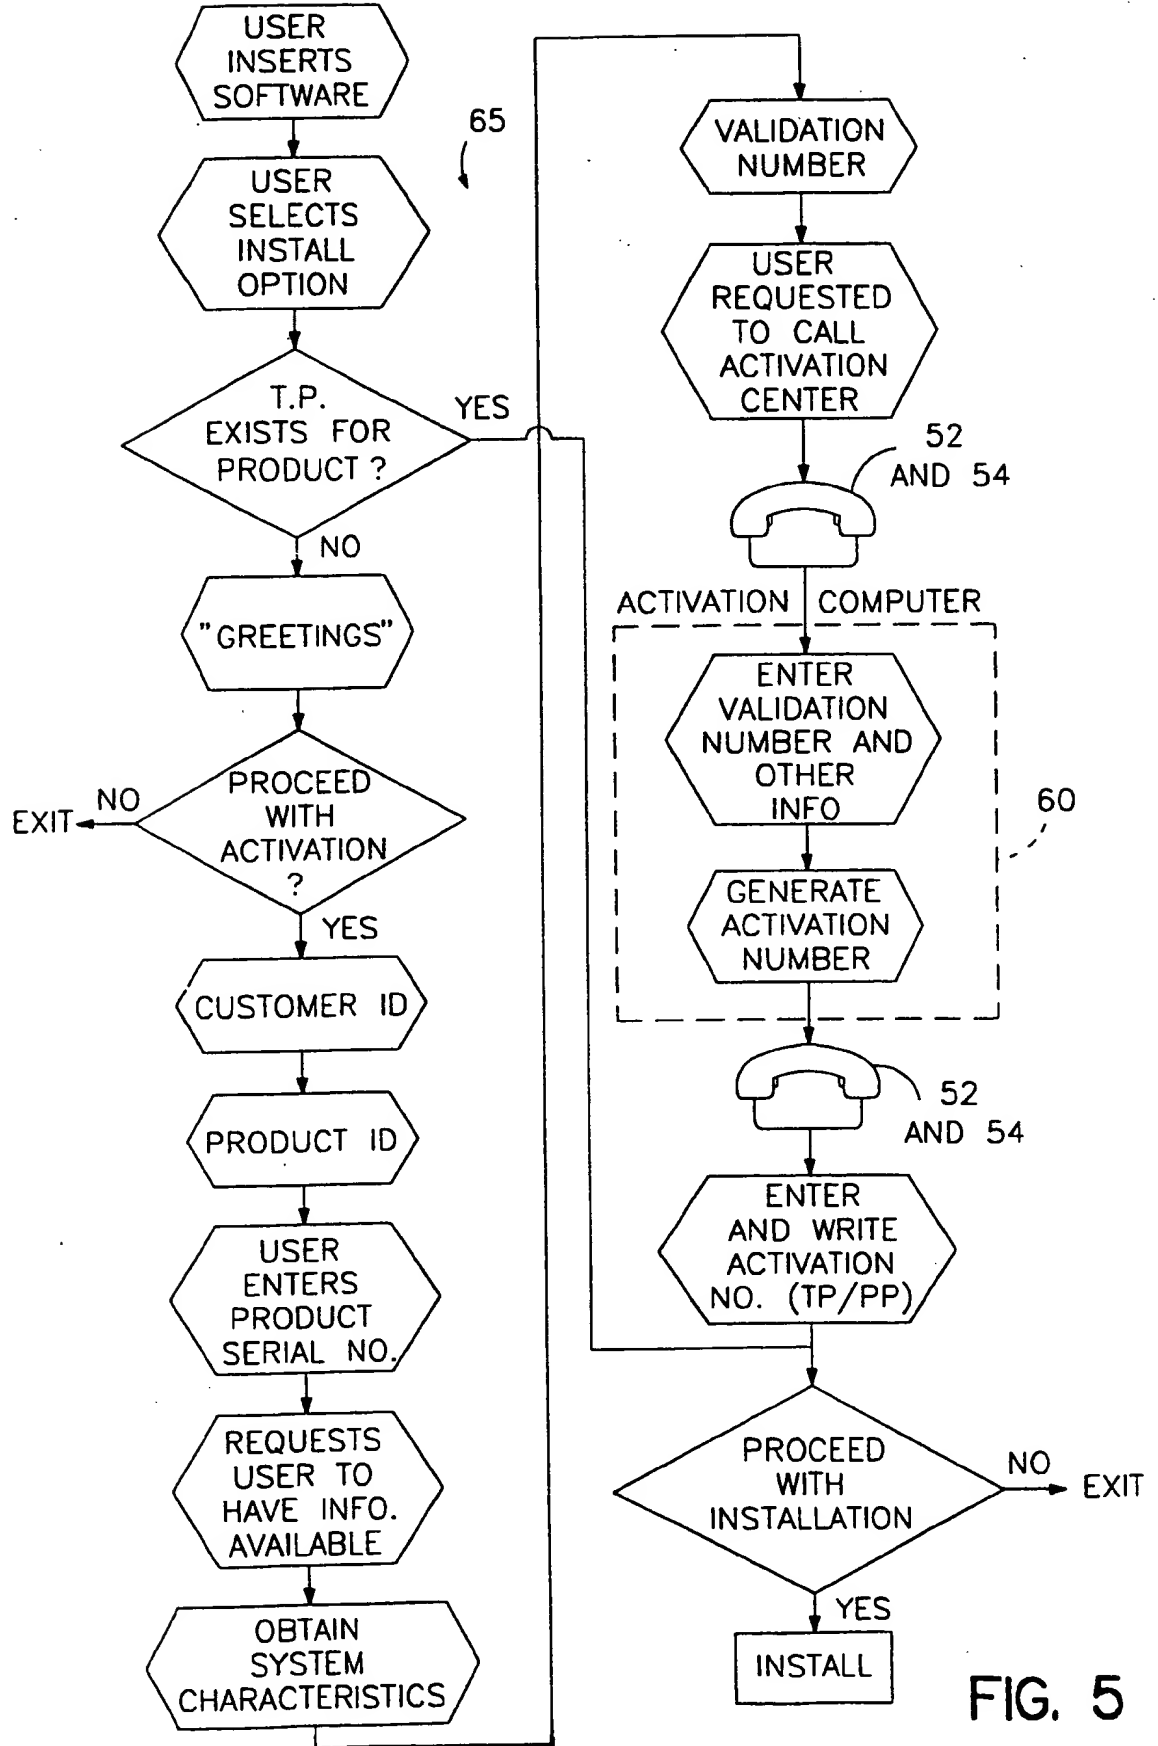 USER
INSERTS
SOFTWARE
65
USER
SELECTS
INSTALL
OPTION
T.P.
EXISTS FOR
PRODUCT ?
YES
NO
"GREETINGS"
PROCEED
WITH
ACTIVATION
?
NO
EXIT
YES
CUSTOMER ID
PRODUCT ID
USER
ENTERS
PRODUCT
SERIAL NO.
REQUESTS
USER TO
HAVE INFO.
AVAILABLE
OBTAIN
SYSTEM
CHARACTERISTICS
VALIDATION
NUMBER
USER
REQUESTED
TO CALL
ACTIVATION
CENTER
52
AND 54
ACTIVATION COMPUTER
ENTER
VALIDATION
NUMBER AND
OTHER
INFO
60
GENERATE
ACTIVATION
NUMBER
52
AND 54
ENTER
AND WRITE
ACTIVATION
NO. (TP/PP)
PROCEED
WITH
INSTALLATION
NO
EXIT
YES
INSTALL
FIG. 5